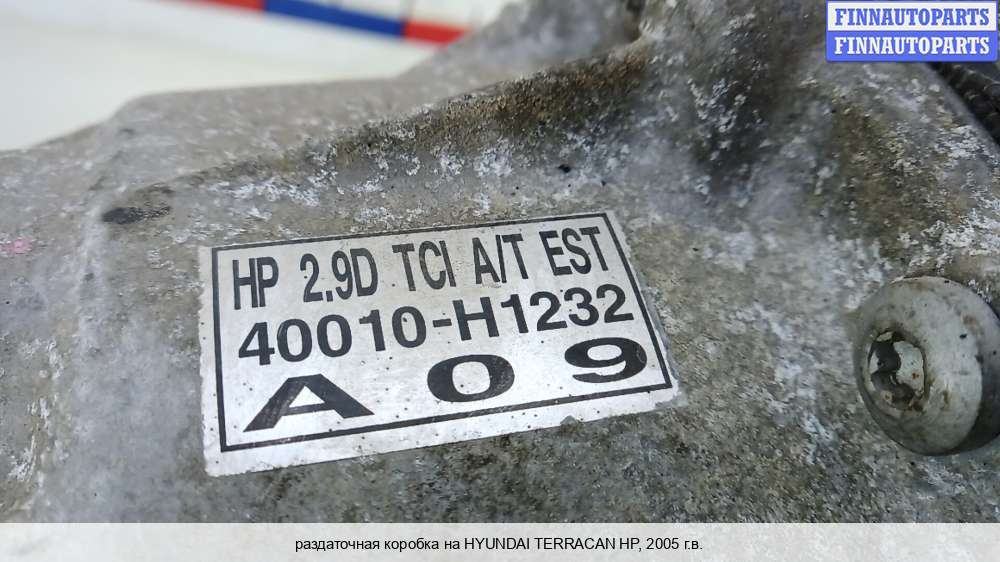 FINNAUTOPARTS
FINNAUTOPARTS
HP 2.9D TCI A/T EST
40010-H1232
A09
раздаточная коробка на HYUNDAI TERRACAN HP, 2005 г.в.